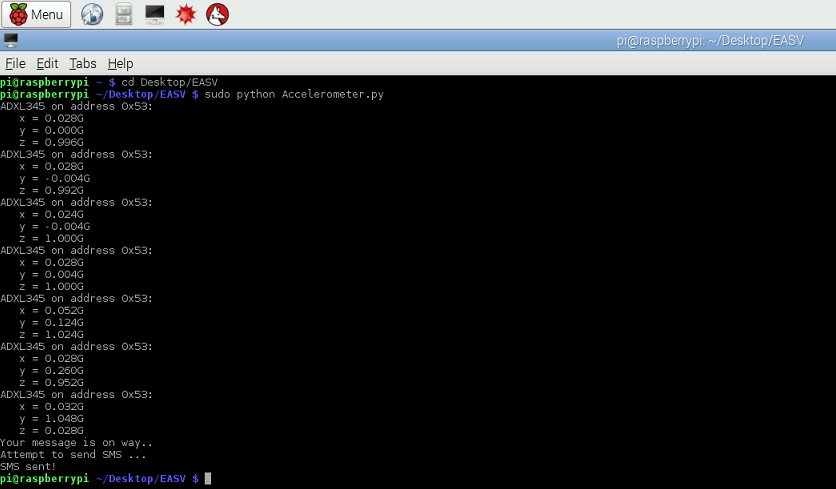 Menu
pi@raspberrypi: ~/Desktop/EASV
File Edit Tabs Help
pi@raspberrypi ~ $ cd Desktop/EASV
pi@raspberrypi ~/Desktop/EASV $ sudo python Accelerometer.py
ADXL345 on address 0x53:
   x = 0.028G
   y = 0.000G
   z = 0.996G
ADXL345 on address 0x53:
   x = 0.028G
   y = -0.004G
   z = 0.992G
ADXL345 on address 0x53:
   x = 0.024G
   y = -0.004G
   z = 1.000G
ADXL345 on address 0x53:
   x = 0.028G
   y = 0.004G
   z = 1.000G
ADXL345 on address 0x53:
   x = 0.052G
   y = 0.124G
   z = 1.024G
ADXL345 on address 0x53:
   x = 0.028G
   y = 0.260G
   z = 0.952G
ADXL345 on address 0x53:
   x = 0.032G
   y = 1.048G
   z = 0.028G
Your message is on way..
Attempt to send SMS ...
SMS sent!
pi@raspberrypi ~/Desktop/EASV $